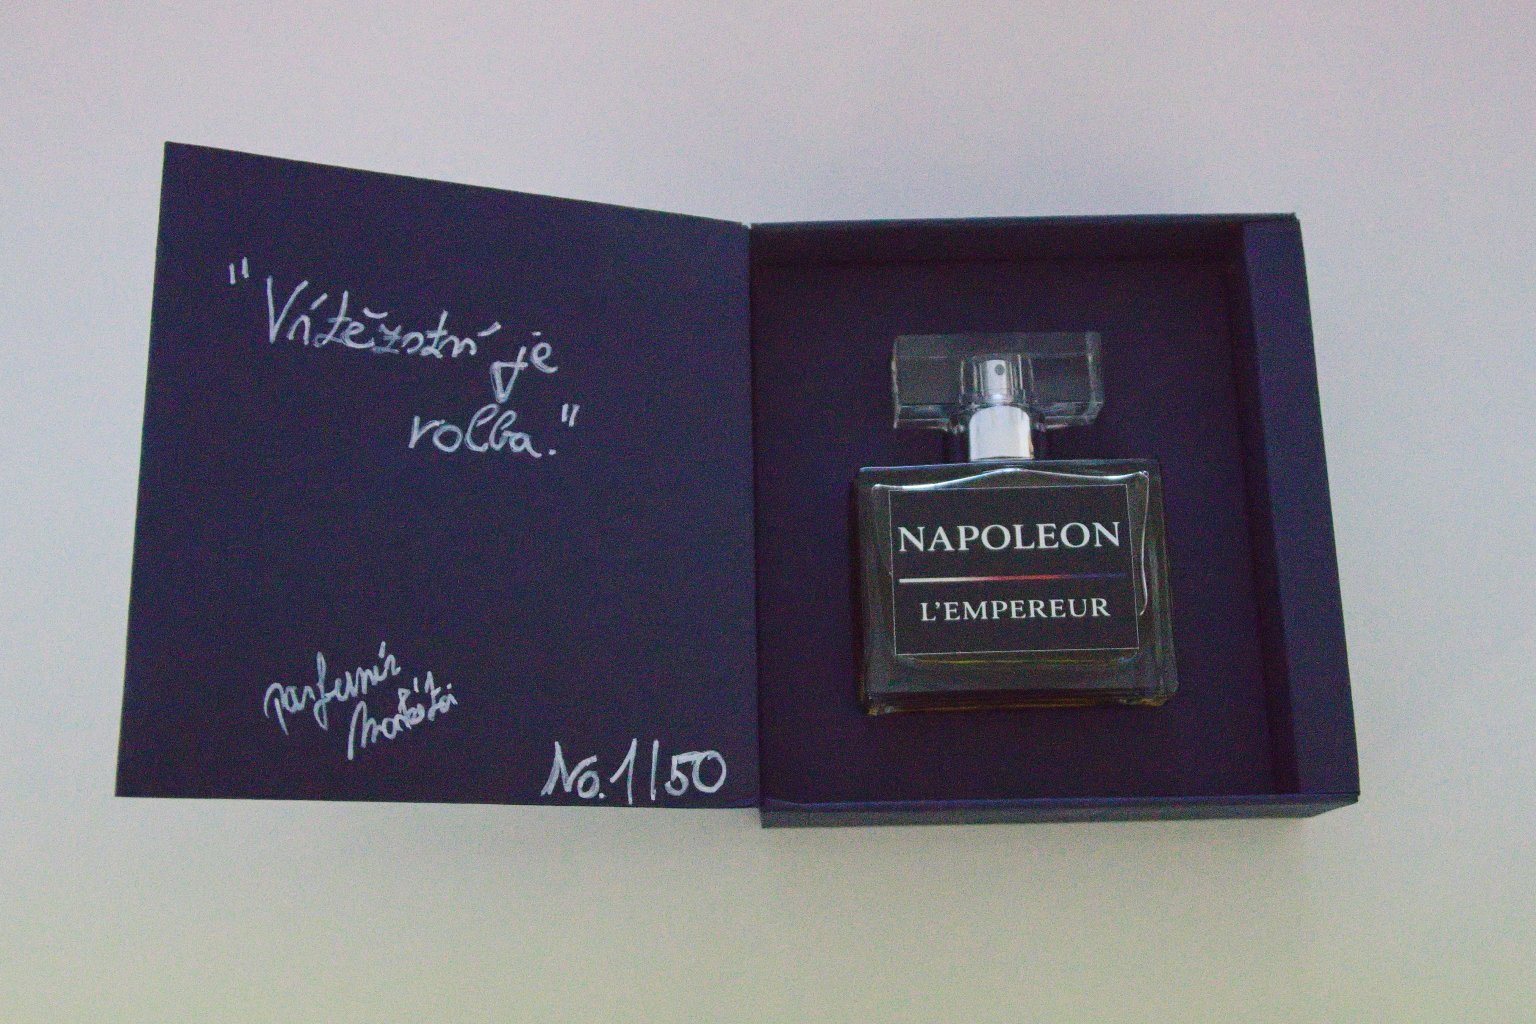 "Vítězství je
volba."
parfumér
No. 1/50
NAPOLEON
L'EMPEREUR